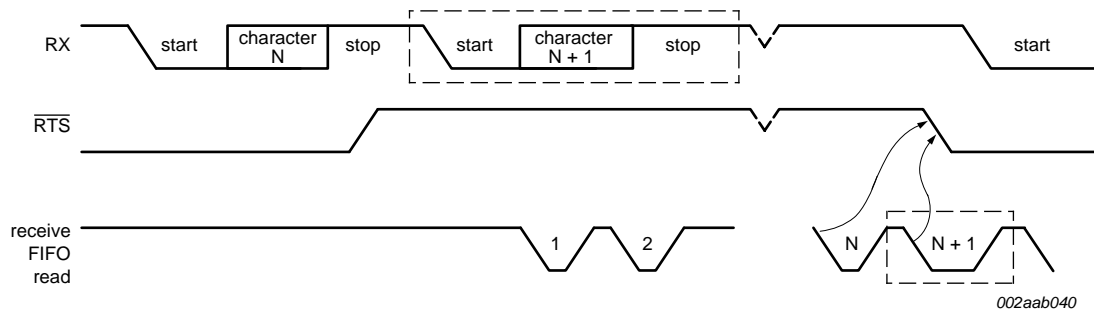 RX
start
character
N
stop
start
character
N + 1
stop
start
RTS
receive
FIFO
read
1
2
N
N + 1
002aab040